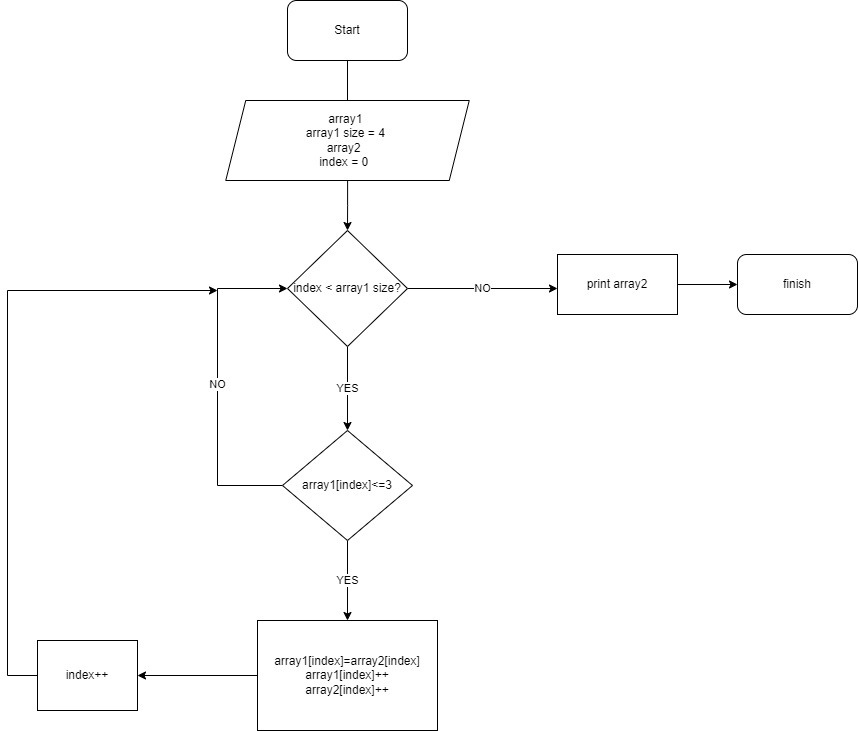 Start
array1
array1 size = 4
array2
index = 0
index < array1 size?
NO
print array2
finish
NO
YES
array1[index]<=3
YES
array1[index]=array2[index]
array1[index]++
array2[index]++
index++